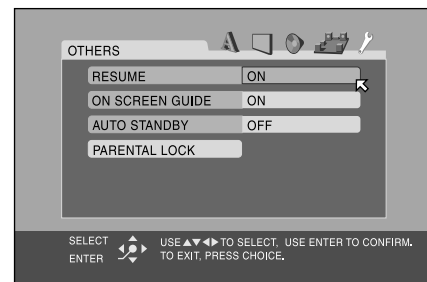 OTHERS
RESUME ON
ON SCREEN GUIDE ON
AUTO STANDBY OFF
PARENTAL LOCK
SELECT USE ▲▼◀▶ TO SELECT, USE ENTER TO CONFIRM.
ENTER TO EXIT, PRESS CHOICE.